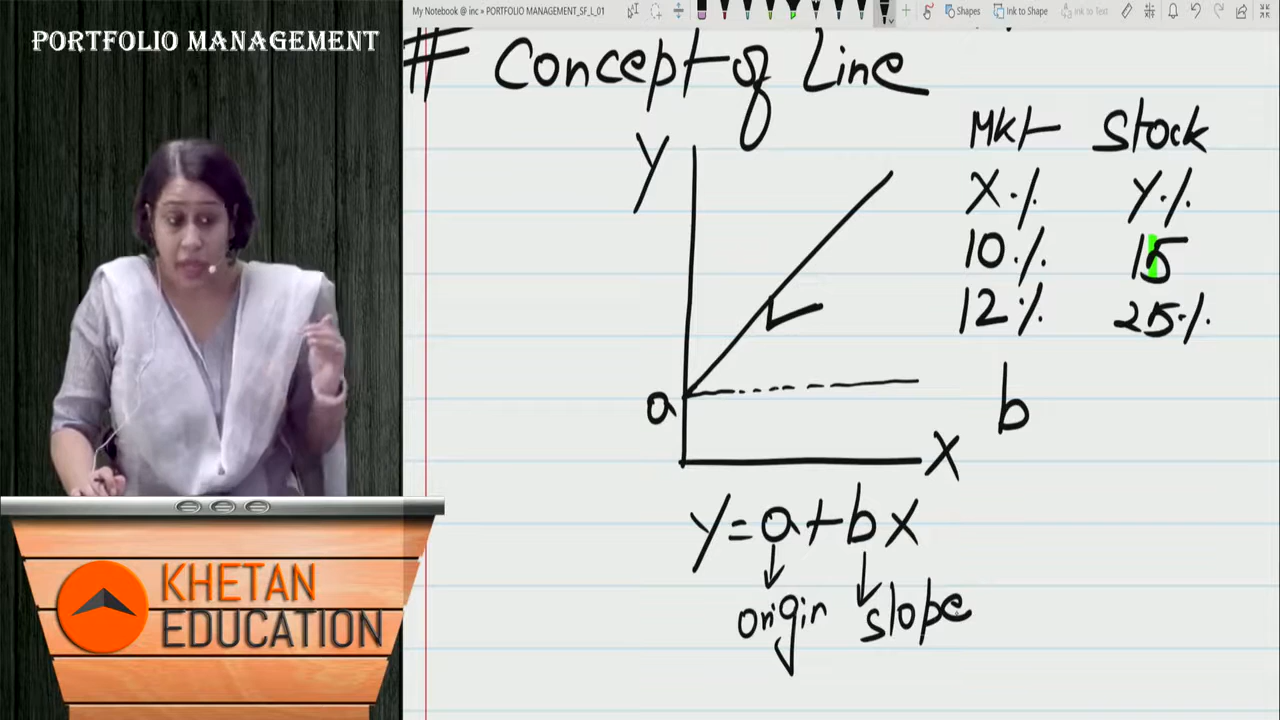 My Notebook @ inc » PORTFOLIO MANAGEMENT_SF_L_01
Shapes
Ink to Shape
Ink to Text
PORTFOLIO MANAGEMENT
# Concept of Line
Y
a
X
Mkt Stock
X % Y %
10 % 15
12 % 25 %
b
Y = a + b X
origin slope
KHETAN
EDUCATION